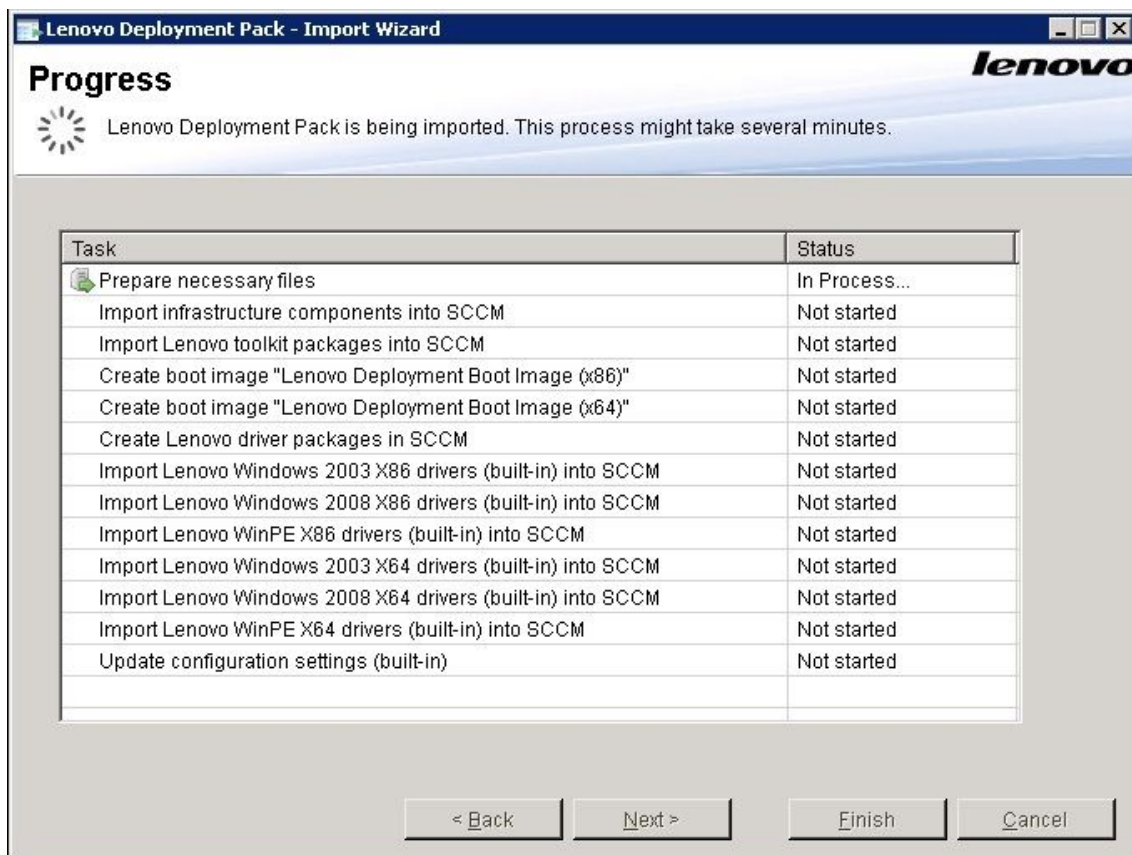 Lenovo Deployment Pack - Import Wizard
lenovo
Progress
Lenovo Deployment Pack is being imported. This process might take several minutes.
Task Status
Prepare necessary files In Process...
Import infrastructure components into SCCM Not started
Import Lenovo toolkit packages into SCCM Not started
Create boot image "Lenovo Deployment Boot Image (x86)" Not started
Create boot image "Lenovo Deployment Boot Image (x64)" Not started
Create Lenovo driver packages in SCCM Not started
Import Lenovo Windows 2003 X86 drivers (built-in) into SCCM Not started
Import Lenovo Windows 2008 X86 drivers (built-in) into SCCM Not started
Import Lenovo WinPE X86 drivers (built-in) into SCCM Not started
Import Lenovo Windows 2003 X64 drivers (built-in) into SCCM Not started
Import Lenovo Windows 2008 X64 drivers (built-in) into SCCM Not started
Import Lenovo WinPE X64 drivers (built-in) into SCCM Not started
Update configuration settings (built-in) Not started
< Back Next > Finish Cancel